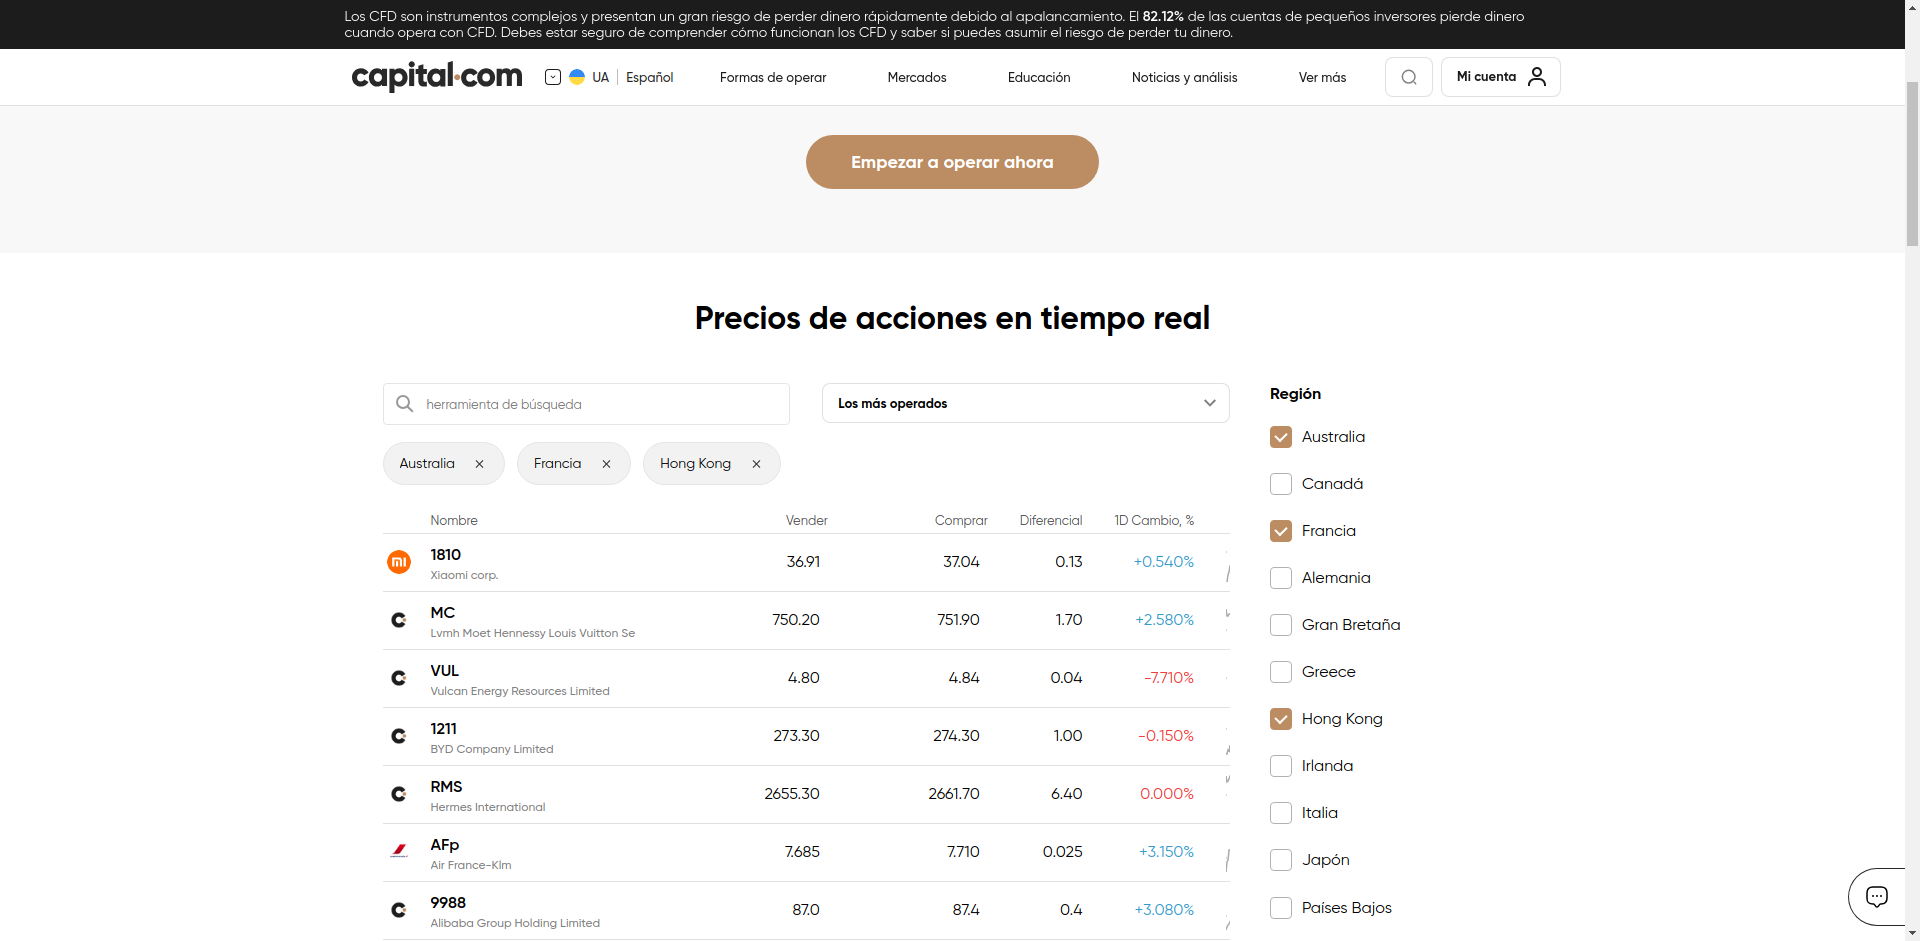 Los CFD son instrumentos complejos y presentan un gran riesgo de perder dinero rápidamente debido al apalancamiento. El 82.12% de las cuentas de pequeños inversores pierde dinero
cuando opera con CFD. Debes estar seguro de comprender cómo funcionan los CFD y saber si puedes asumir el riesgo de perder tu dinero.
capital.com UA Español Formas de operar Mercados Educación Noticias y análisis Ver más Mi cuenta
Empezar a operar ahora
Precios de acciones en tiempo real
herramienta de búsqueda
Los más operados
Australia Francia Hong Kong
Nombre Vender Comprar Diferencial 1D Cambio, %
1810 36.91 37.04 0.13 +0.540%
Xiaomi corp.
MC 750.20 751.90 1.70 +2.580%
Lvmh Moet Hennessy Louis Vuitton Se
VUL 4.80 4.84 0.04 -7.710%
Vulcan Energy Resources Limited
1211 273.30 274.30 1.00 -0.150%
BYD Company Limited
RMS 2655.30 2661.70 6.40 0.000%
Hermes International
AFp 7.685 7.710 0.025 +3.150%
Air France-Klm
9988 87.0 87.4 0.4 +3.080%
Alibaba Group Holding Limited
Región
Australia
Canadá
Francia
Alemania
Gran Bretaña
Greece
Hong Kong
Irlanda
Italia
Japón
Países Bajos